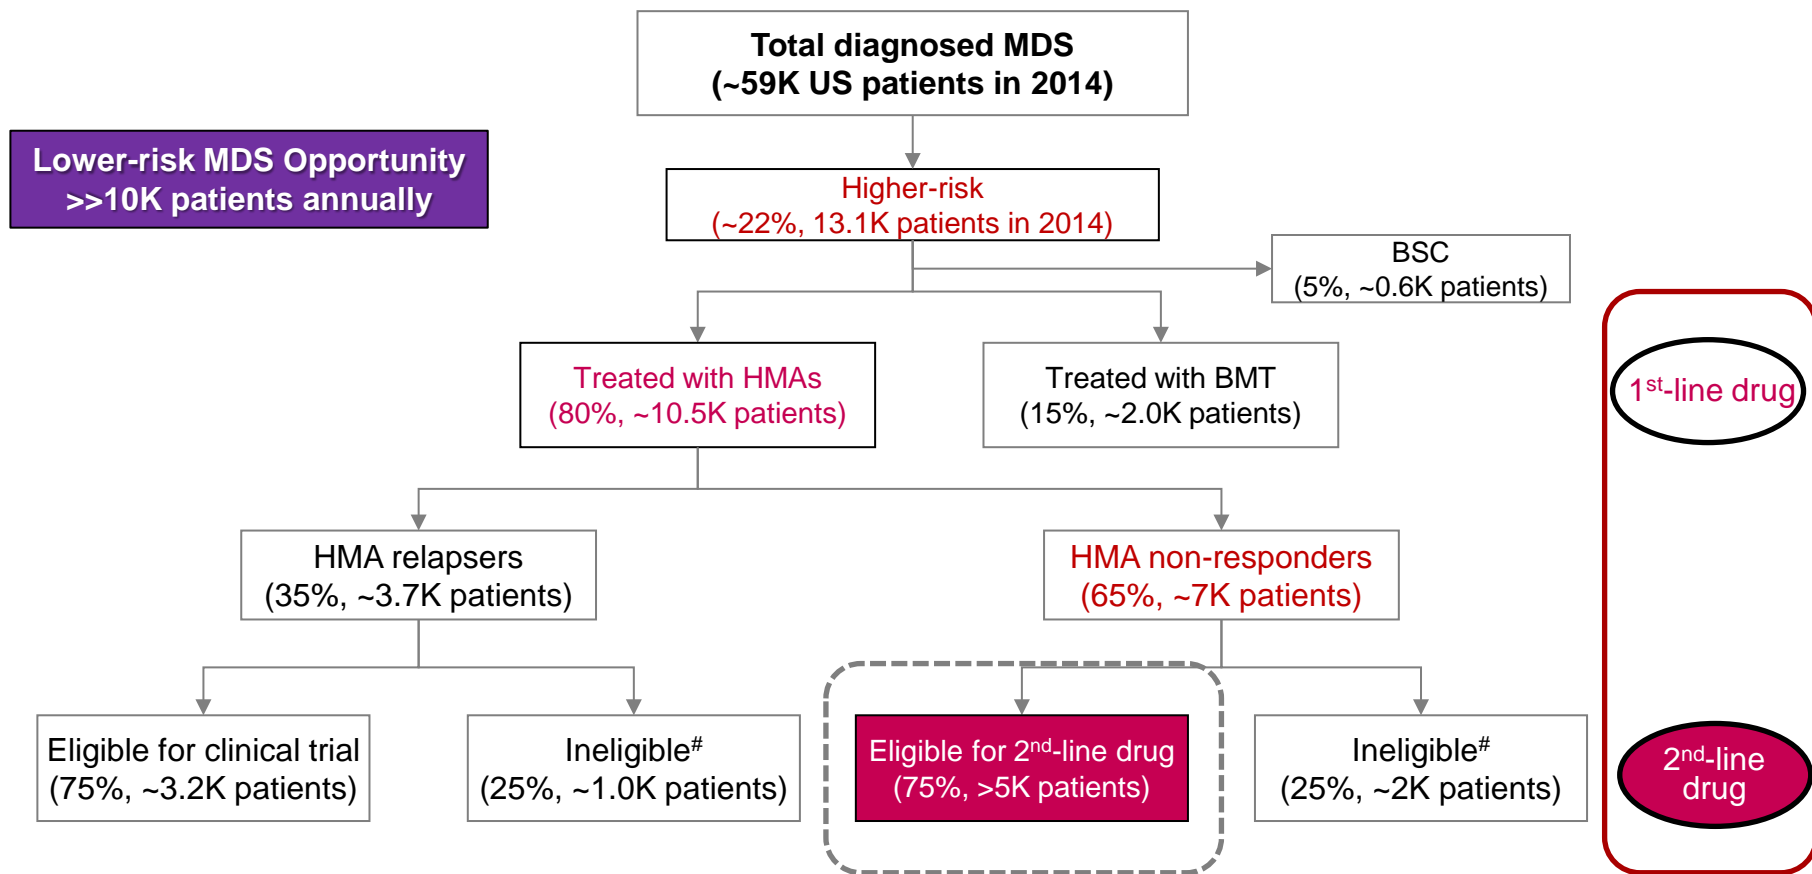 Total diagnosed MDS
(~59K US patients in 2014)
Lower-risk MDS Opportunity
>>10K patients annually
Higher-risk
(~22%, 13.1K patients in 2014)
BSC
(5%, ~0.6K patients)
Treated with HMAs
(80%, ~10.5K patients)
Treated with BMT
(15%, ~2.0K patients)
1st-line drug
HMA relapsers
(35%, ~3.7K patients)
HMA non-responders
(65%, ~7K patients)
Eligible for clinical trial
(75%, ~3.2K patients)
Ineligible#
(25%, ~1.0K patients)
Eligible for 2nd-line drug
(75%, >5K patients)
Ineligible#
(25%, ~2K patients)
2nd-line
drug